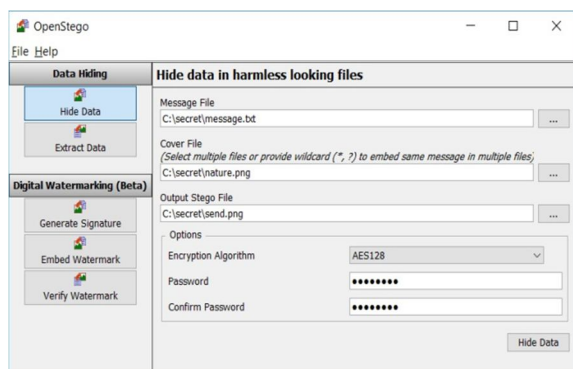 OpenStego
File Help
Data Hiding
Hide Data
Extract Data
Digital Watermarking (Beta)
Generate Signature
Embed Watermark
Verify Watermark
Hide data in harmless looking files
Message File
C:\secret\message.txt
...
Cover File
(Select multiple files or provide wildcard (*, ?) to embed same message in multiple files)
C:\secret\nature.png
...
Output Stego File
C:\secret\send.png
...
Options
Encryption Algorithm AES128
Password ●●●●●●●●
Confirm Password ●●●●●●●●
Hide Data